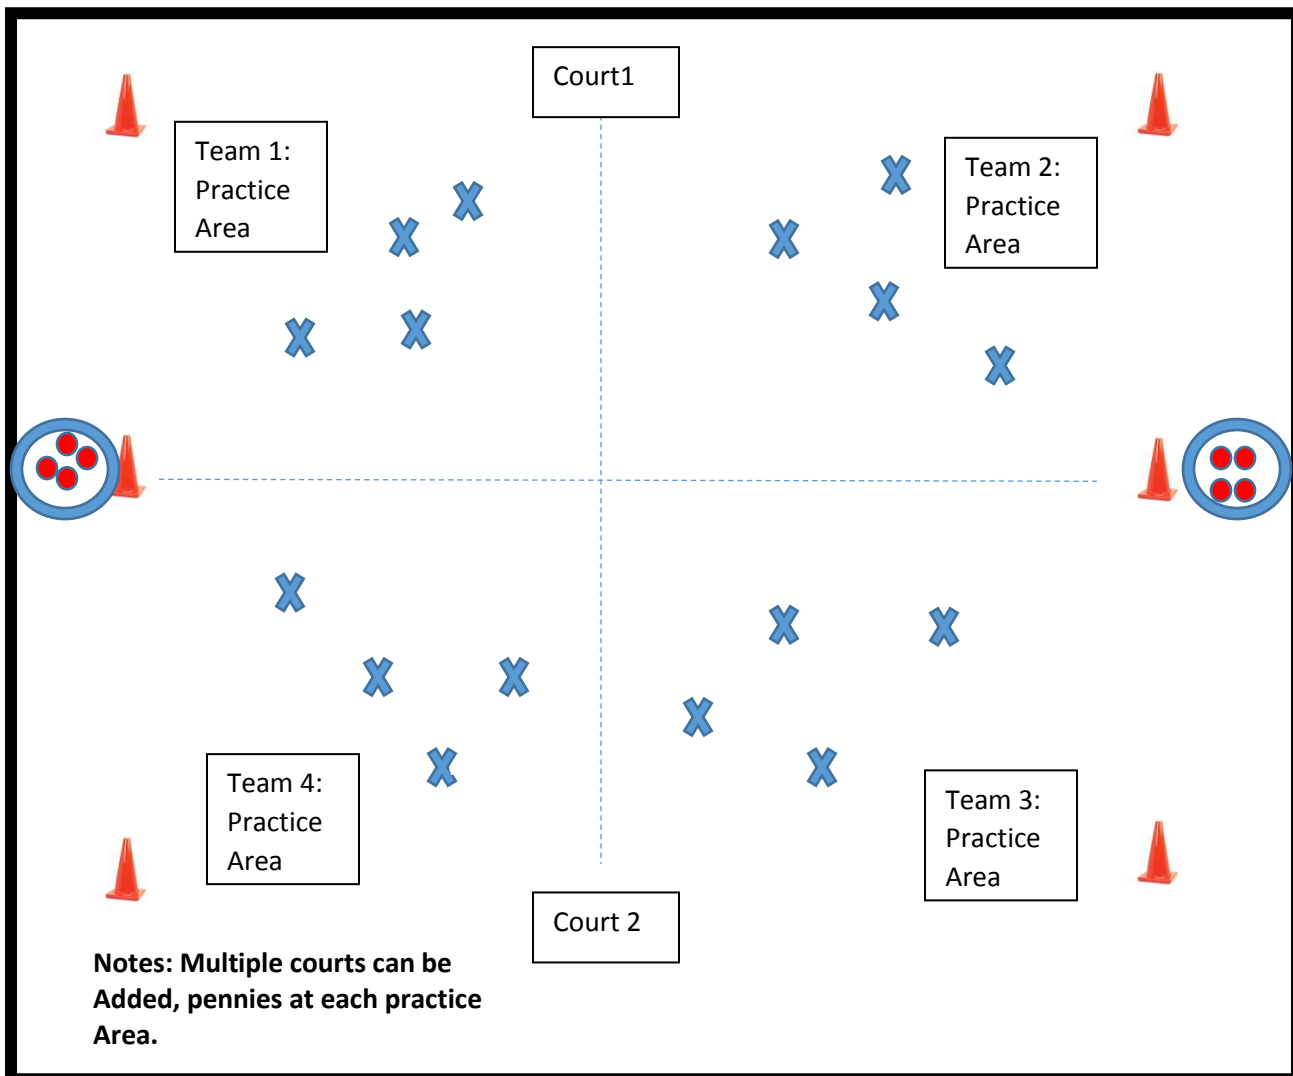 Court1
Team 1:
Practice
Area
Team 2:
Practice
Area
Team 4:
Practice
Area
Team 3:
Practice
Area
Court 2
Notes: Multiple courts can be
Added, pennies at each practice
Area.